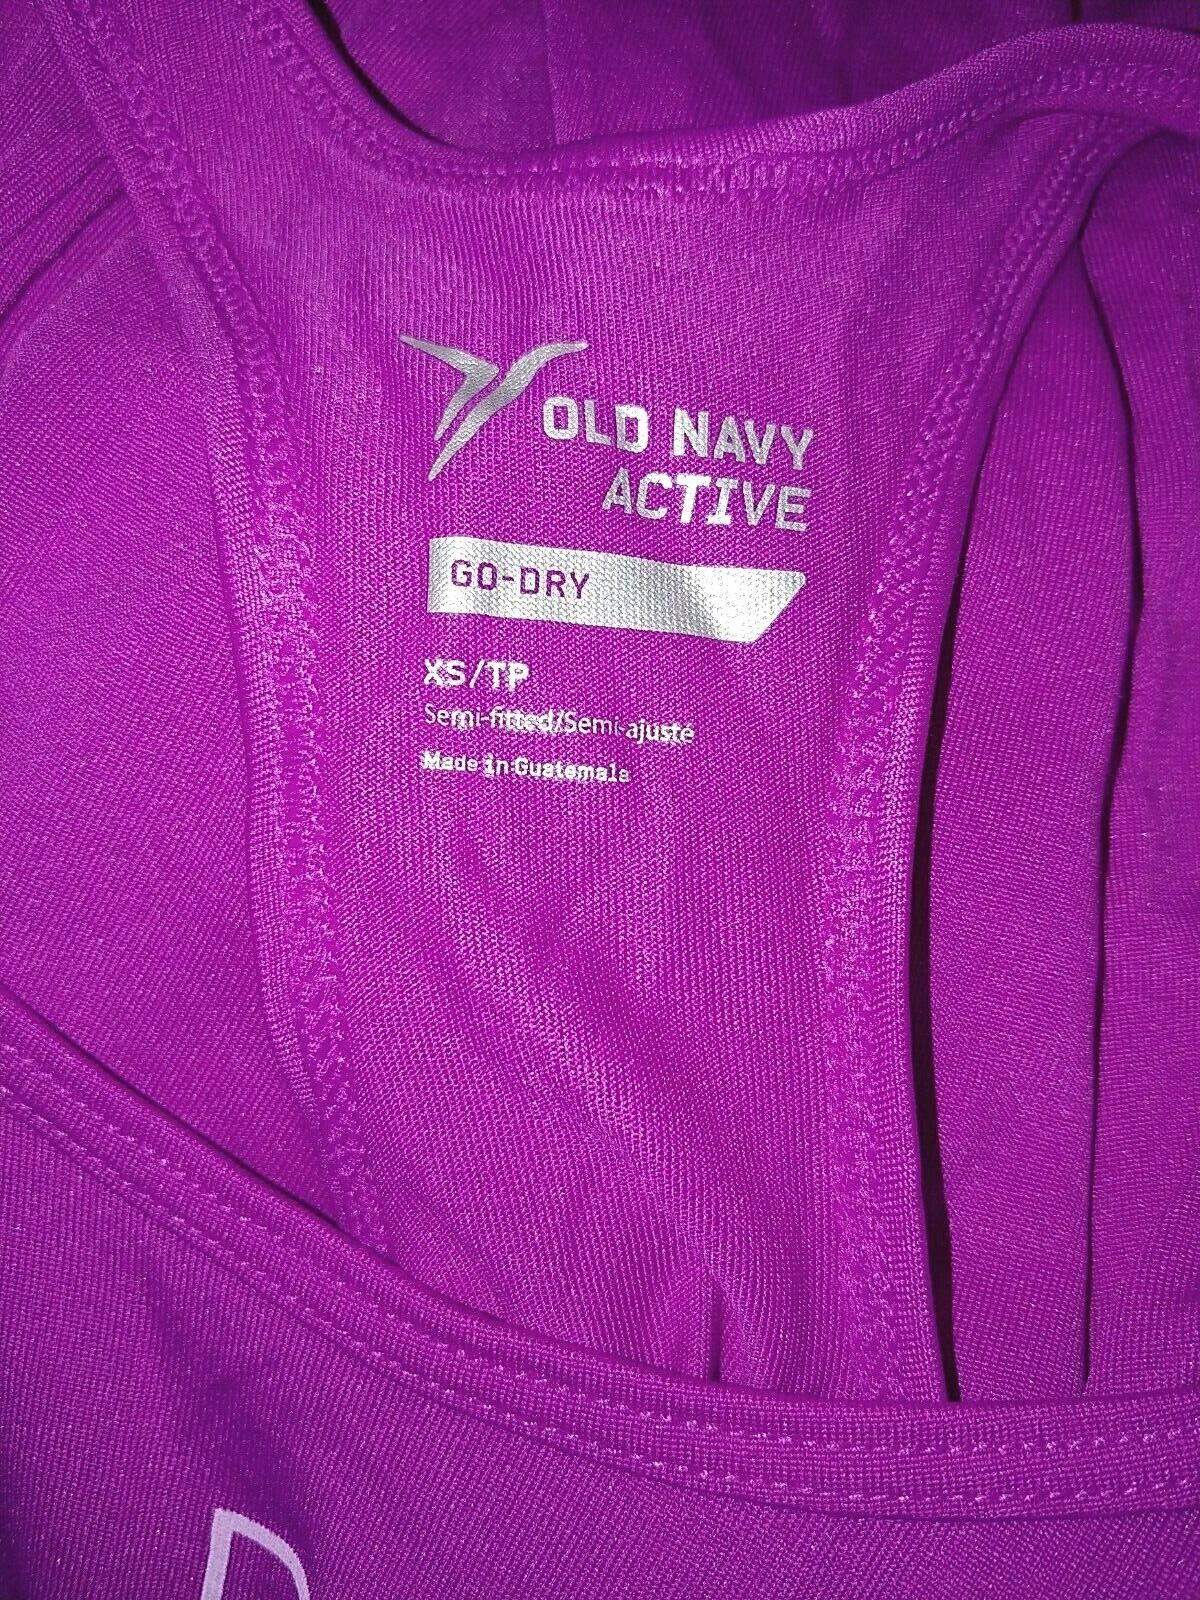 OLD NAVY
ACTIVE
GO-DRY
XS/TP
Semi-fitted/Semi-ajusté
Made in Guatemala